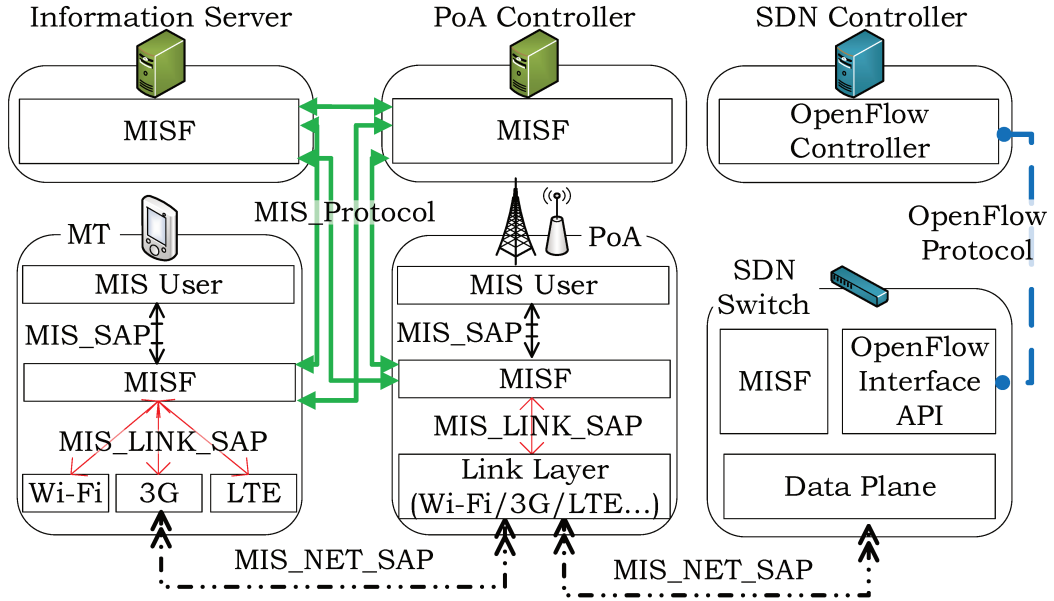 Information Server
PoA Controller
SDN Controller
MISF
MISF
OpenFlow
Controller
MIS_Protocol
OpenFlow
Protocol
MT
PoA
SDN
Switch
MIS User
MIS User
MIS_SAP
MIS_SAP
MISF
MISF
MISF
OpenFlow
Interface
API
MIS_LINK_SAP
MIS_LINK_SAP
Wi-Fi
3G
LTE
Link Layer
(Wi-Fi/3G/LTE...)
Data Plane
MIS_NET_SAP
MIS_NET_SAP